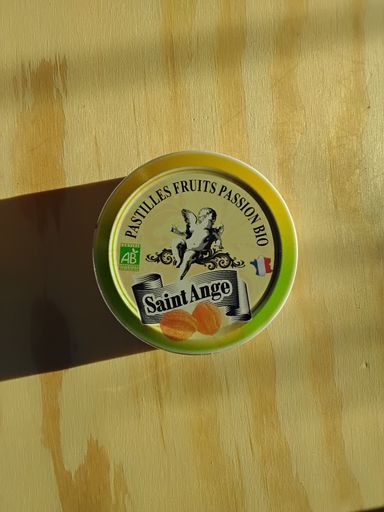 PASTILLES FRUITS PASSION BIO
AB
Saint Ange